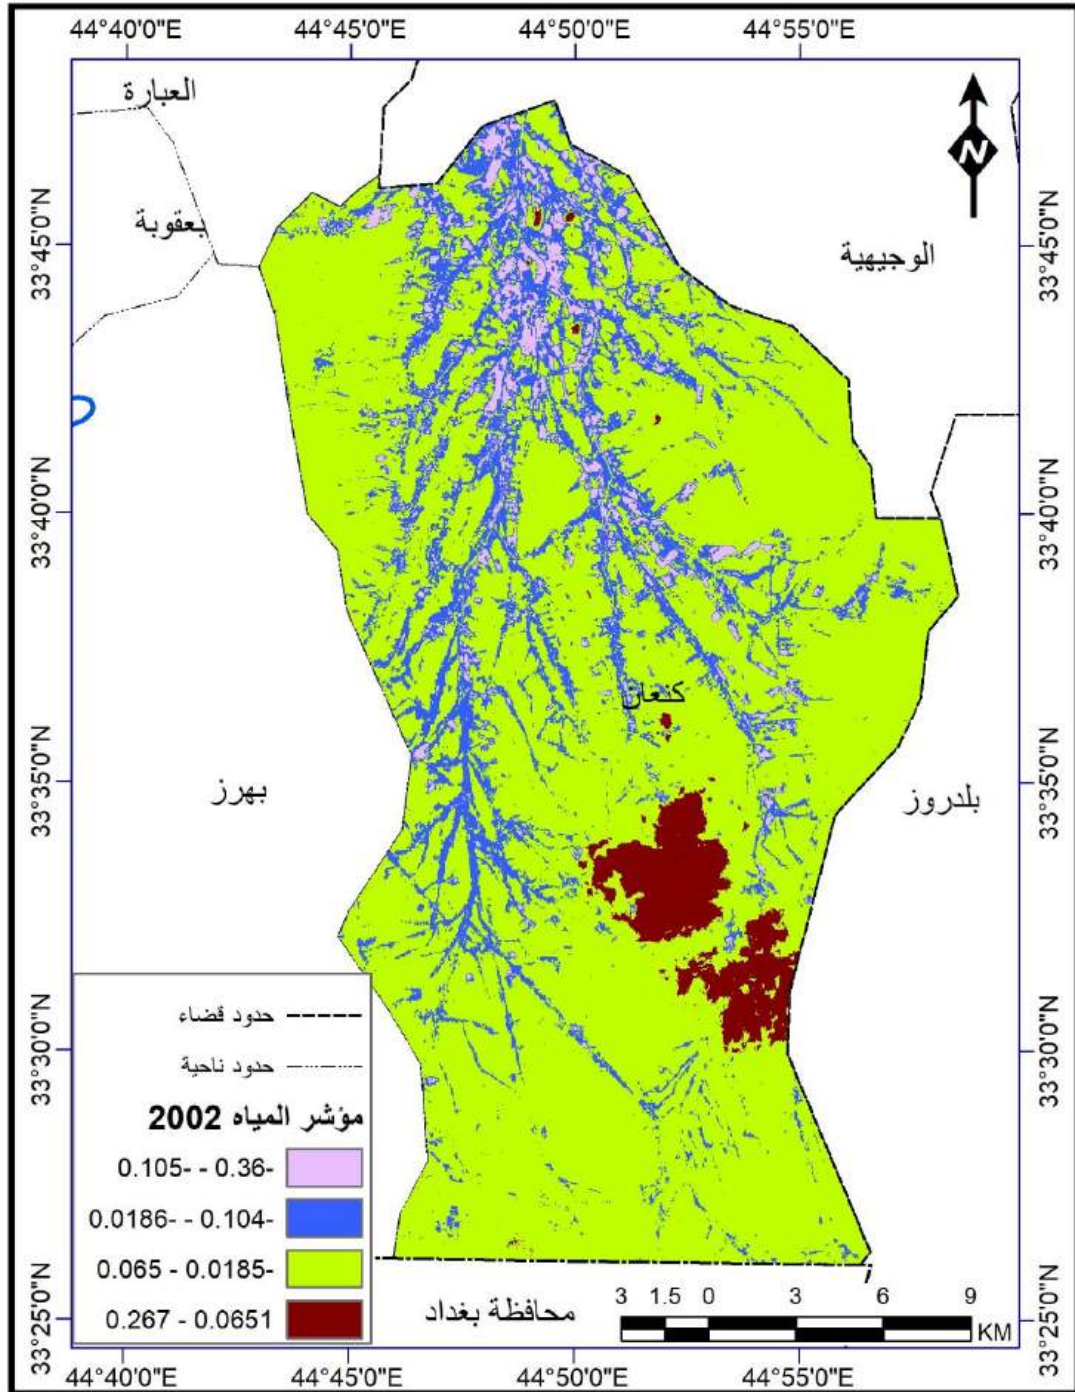 44°40'0"E 44°45'0"E 44°50'0"E 44°55'0"E
العبارة
N
بعقوبة
الوجيهية
33°45'0"N
33°45'0"N
33°40'0"N
33°40'0"N
كنعان
33°35'0"N
33°35'0"N
بهرز
بلدروز
33°30'0"N
33°30'0"N
حدود قضاء
حدود ناحية
مؤشر المياه 2002
0.105- - 0.36-
0.0186- - 0.104-
0.065 - 0.0185-
0.267 - 0.0651
محافظة بغداد
3 1.5 0 3 6 9
KM
33°25'0"N
33°25'0"N
44°40'0"E 44°45'0"E 44°50'0"E 44°55'0"E